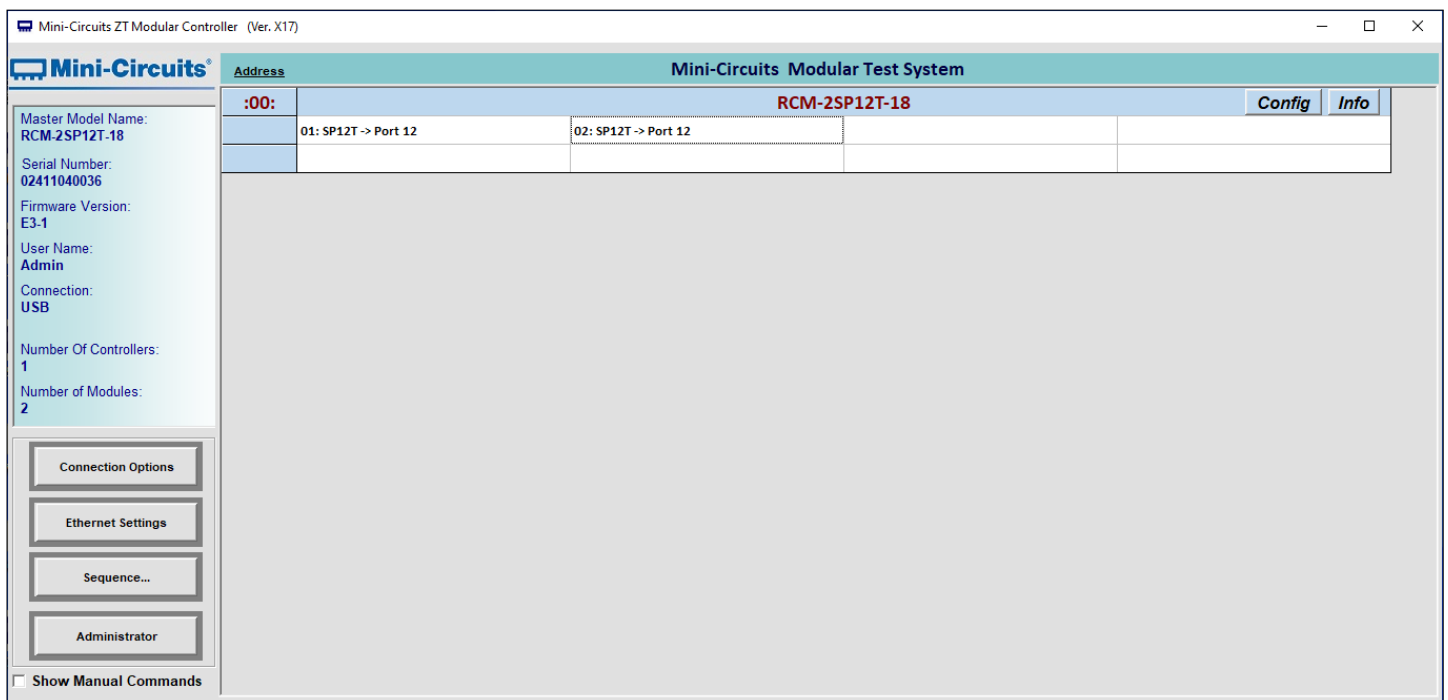 Mini-Circuits ZT Modular Controller (Ver. X17)
Mini-Circuits®
Address
Mini-Circuits Modular Test System
:00:
RCM-2SP12T-18
Config
Info
01: SP12T -> Port 12
02: SP12T -> Port 12
Master Model Name:
RCM-2SP12T-18
Serial Number:
02411040036
Firmware Version:
E3-1
User Name:
Admin
Connection:
USB
Number Of Controllers:
1
Number of Modules:
2
Connection Options
Ethernet Settings
Sequence...
Administrator
Show Manual Commands